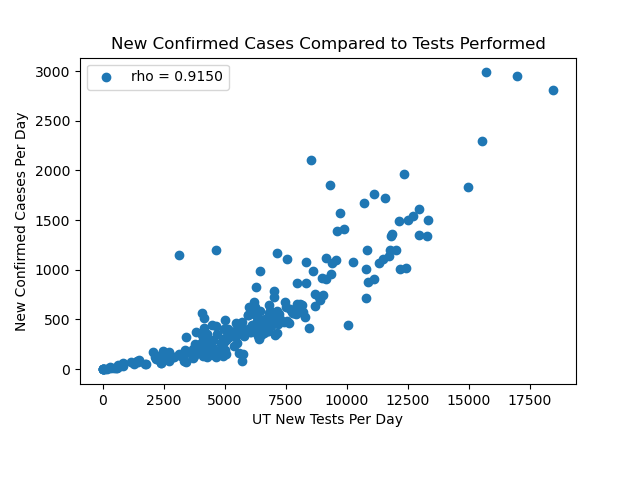 New Confirmed Cases Compared to Tests Performed
rho = 0.9150
3000
2500
2000
1500
1000
500
0
New Confirmed Caeses Per Day
0 2500 5000 7500 10000 12500 15000 17500
UT New Tests Per Day